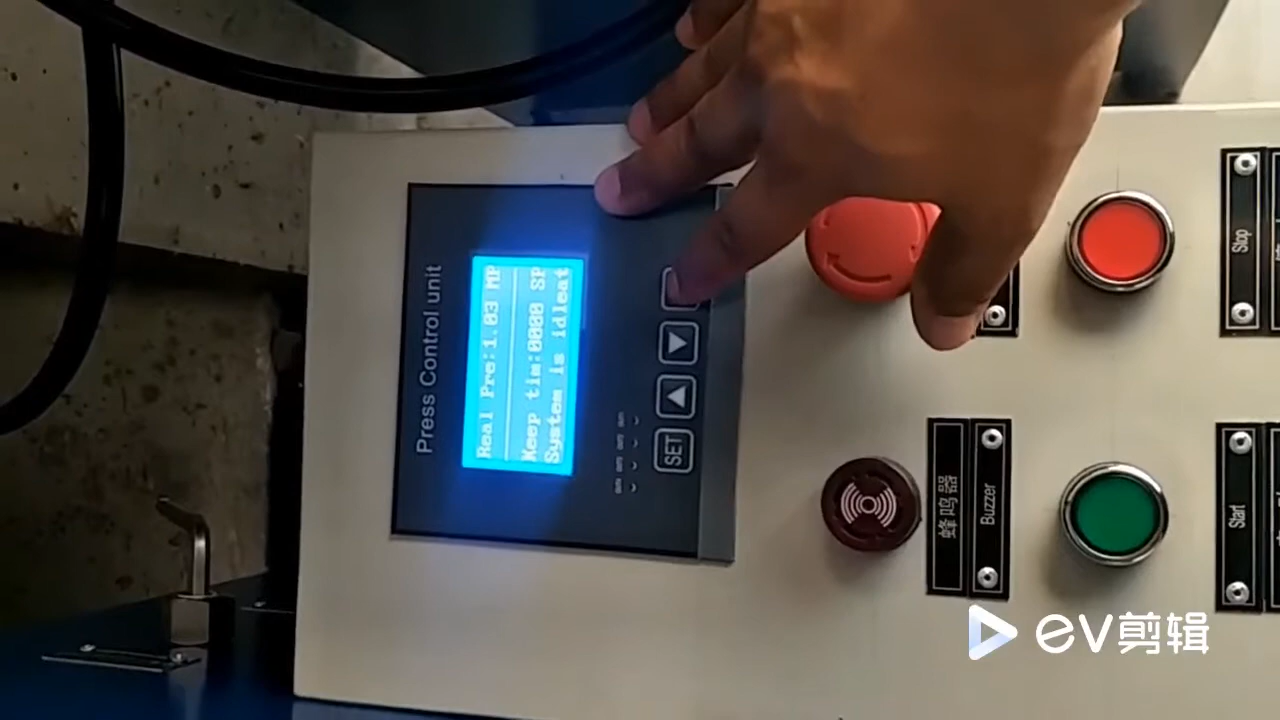 Press Control unit
Real Pre:1.03 MP
Keep tim:0000 SP
System is idleat
SET
蜂鸣器
Buzzer
Stop
Start
EV剪辑